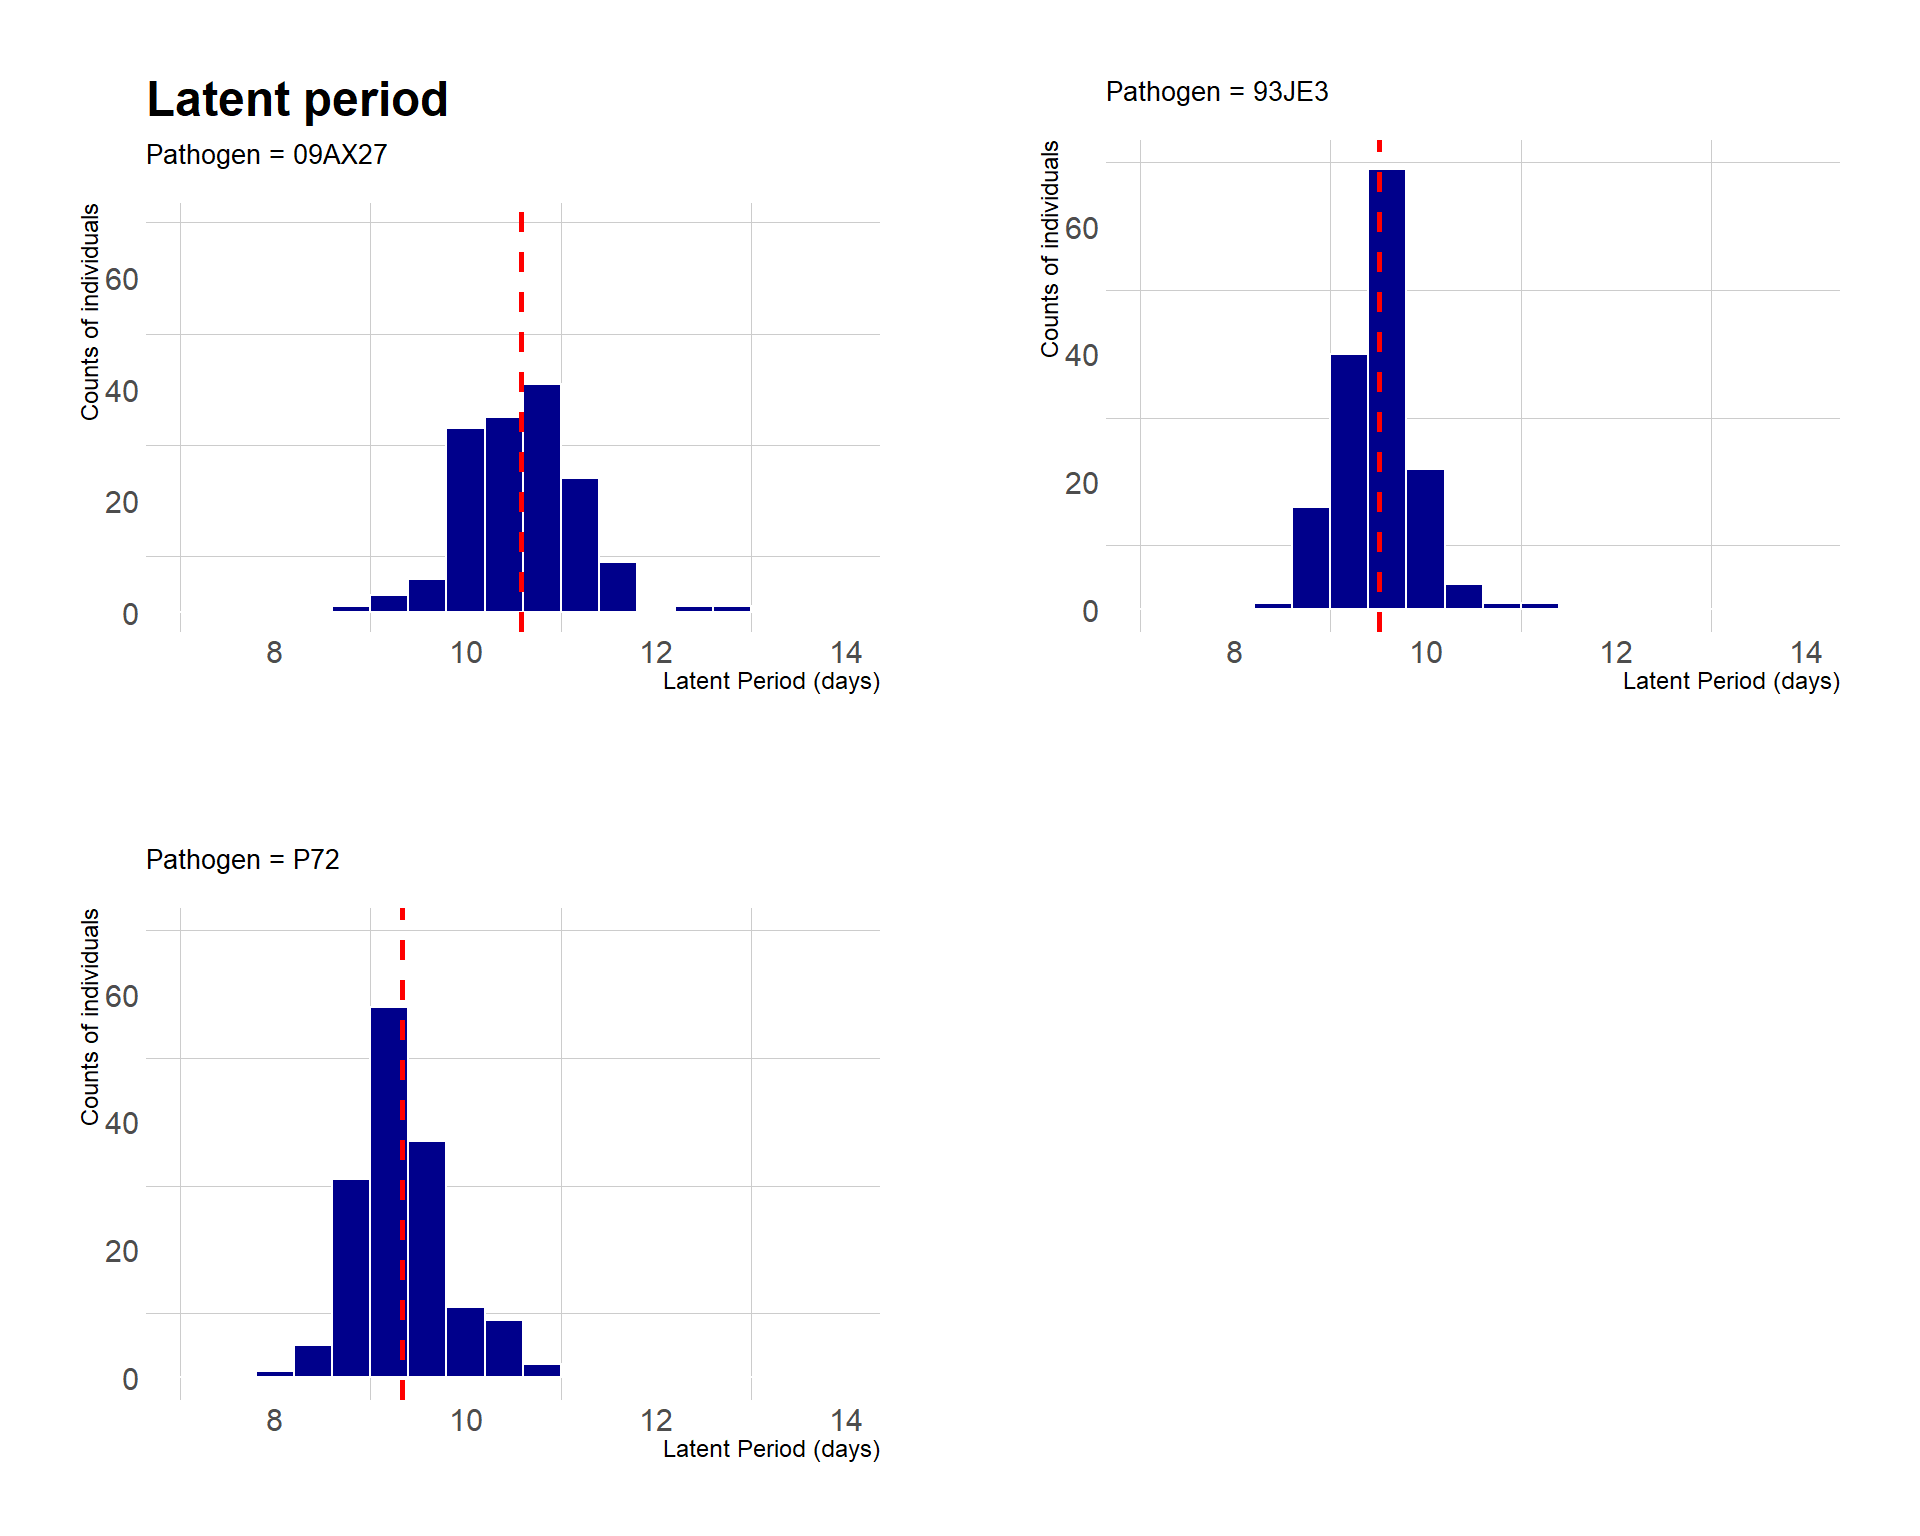 Latent period
Pathogen = 09AX27
Counts of individuals
60
40
20
0
8 10 12 14
Latent Period (days)
Pathogen = 93JE3
Counts of individuals
60
40
20
0
8 10 12 14
Latent Period (days)
Pathogen = P72
Counts of individuals
60
40
20
0
8 10 12 14
Latent Period (days)